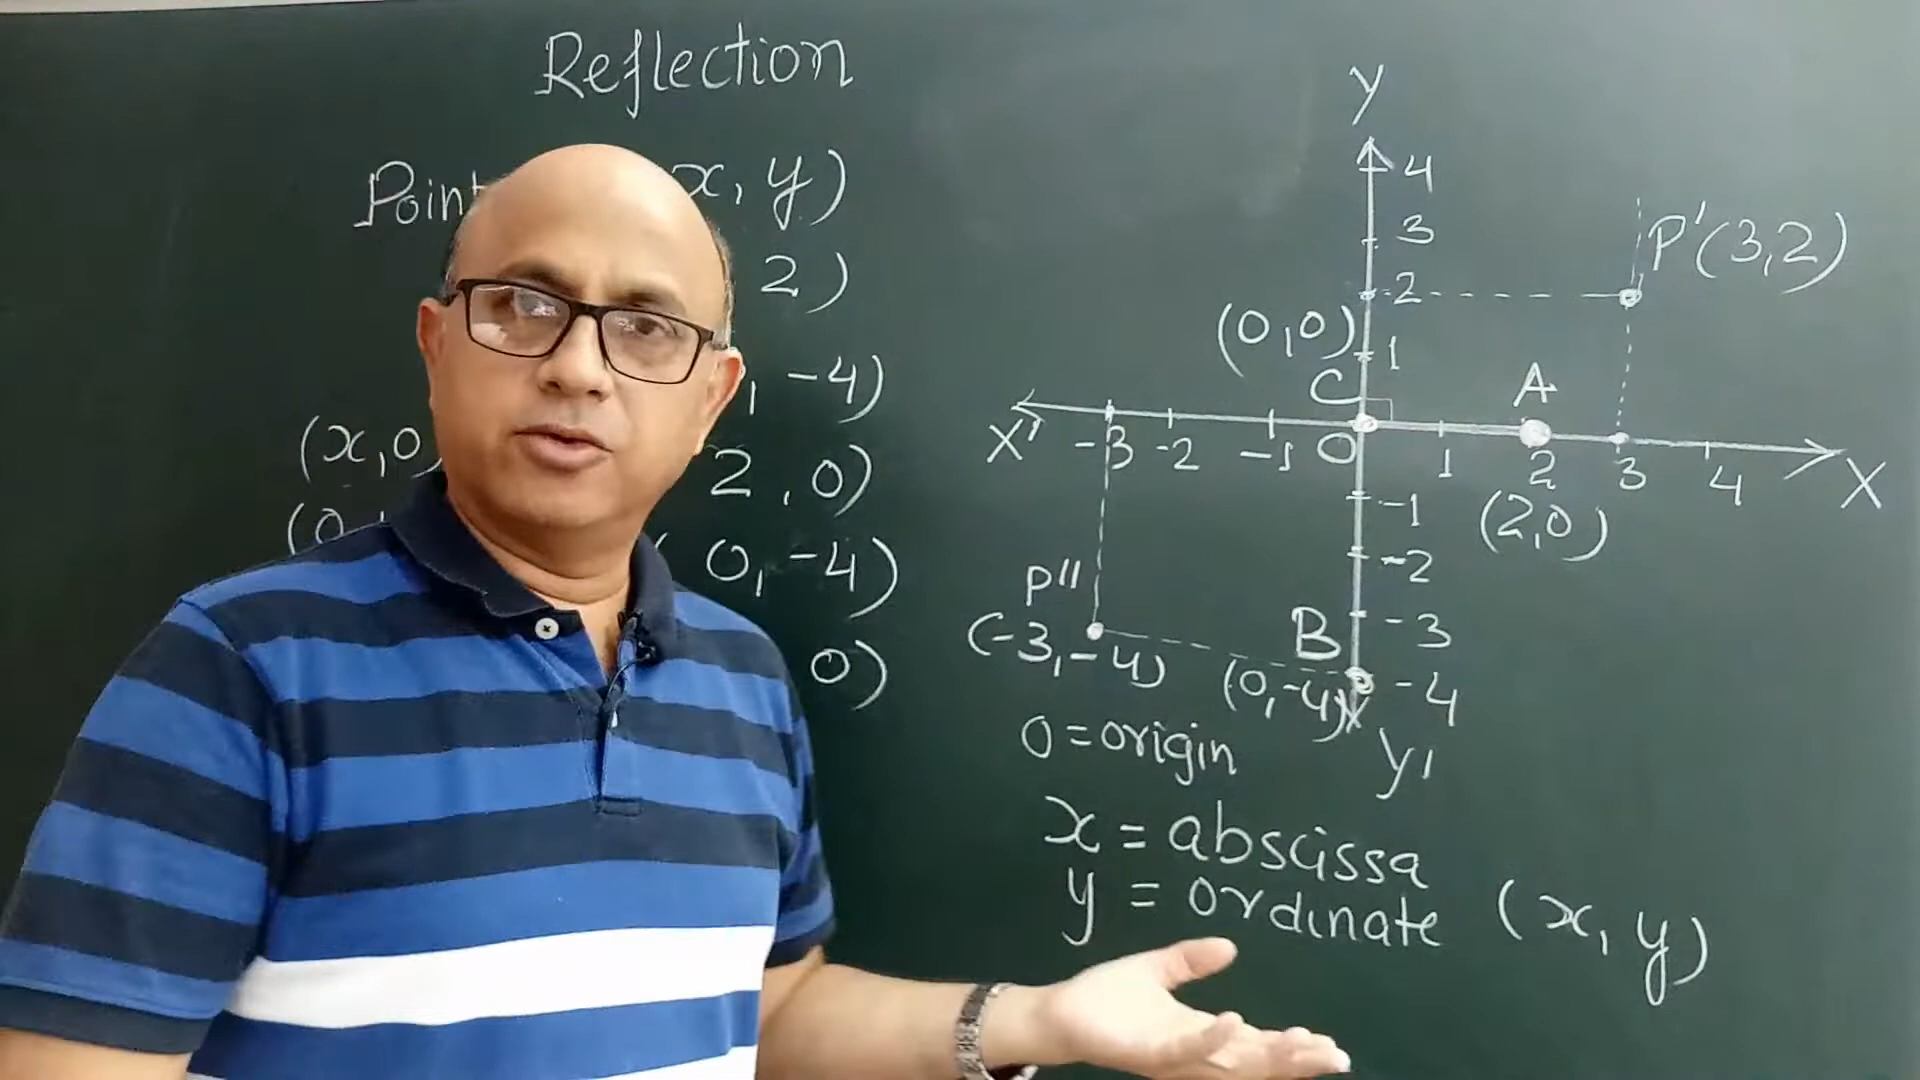 Reflection
Point x, y)
2)
, -4)
(x,0) 2, 0)
(0 0, -4)
0)
Y
4
3
P'(3,2)
2
(0,0)
1
C
A
X' -3 -2 -1 O 1 2 3 4 X
(2,0)
-1
-2
P"
-3
B
(-3,-4)
(0,-4)
-4
Y'
O = origin
x = abscissa
y = ordinate (x, y)